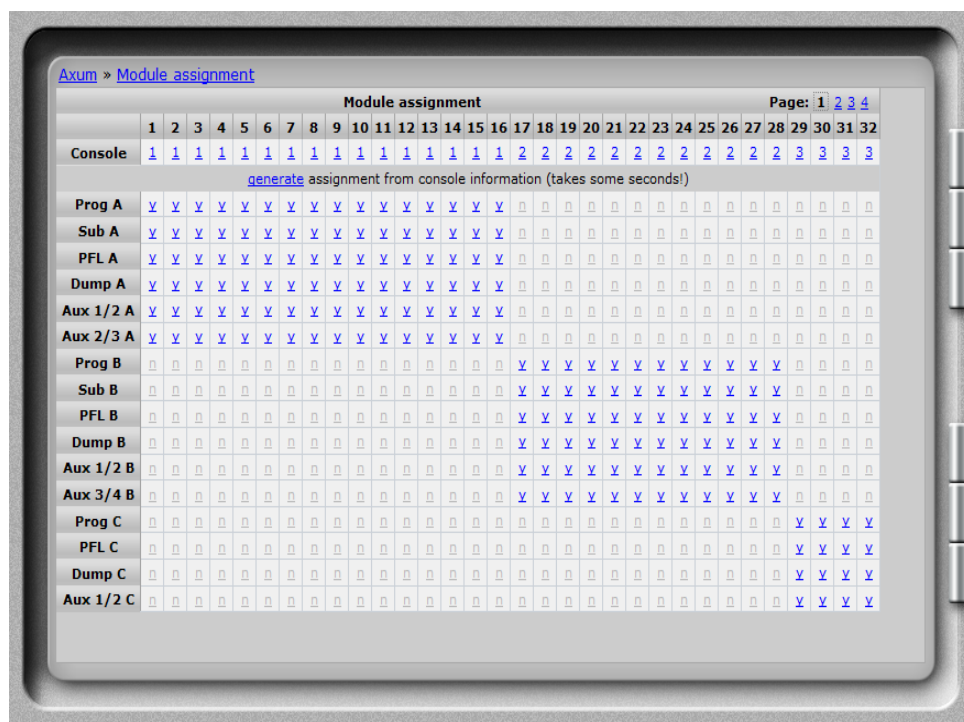 Axum » Module assignment
Module assignment Page: 1 2 3 4
1 2 3 4 5 6 7 8 9 10 11 12 13 14 15 16 17 18 19 20 21 22 23 24 25 26 27 28 29 30 31 32
Console 1 1 1 1 1 1 1 1 1 1 1 1 1 1 1 1 2 2 2 2 2 2 2 2 2 2 2 2 3 3 3 3
generate assignment from console information (takes some seconds!)
Prog A y y y y y y y y y y y y y y y y n n n n n n n n n n n n n n n n
Sub A y y y y y y y y y y y y y y y y n n n n n n n n n n n n n n n n
PFL A y y y y y y y y y y y y y y y y n n n n n n n n n n n n n n n n
Dump A y y y y y y y y y y y y y y y y n n n n n n n n n n n n n n n n
Aux 1/2 A y y y y y y y y y y y y y y y y n n n n n n n n n n n n n n n n
Aux 2/3 A y y y y y y y y y y y y y y y y n n n n n n n n n n n n n n n n
Prog B n n n n n n n n n n n n n n n n y y y y y y y y y y y y n n n n
Sub B n n n n n n n n n n n n n n n n y y y y y y y y y y y y n n n n
PFL B n n n n n n n n n n n n n n n n y y y y y y y y y y y y n n n n
Dump B n n n n n n n n n n n n n n n n y y y y y y y y y y y y n n n n
Aux 1/2 B n n n n n n n n n n n n n n n n y y y y y y y y y y y y n n n n
Aux 3/4 B n n n n n n n n n n n n n n n n y y y y y y y y y y y y n n n n
Prog C n n n n n n n n n n n n n n n n n n n n n n n n n n n n y y y y
PFL C n n n n n n n n n n n n n n n n n n n n n n n n n n n n y y y y
Dump C n n n n n n n n n n n n n n n n n n n n n n n n n n n n y y y y
Aux 1/2 C n n n n n n n n n n n n n n n n n n n n n n n n n n n n y y y y